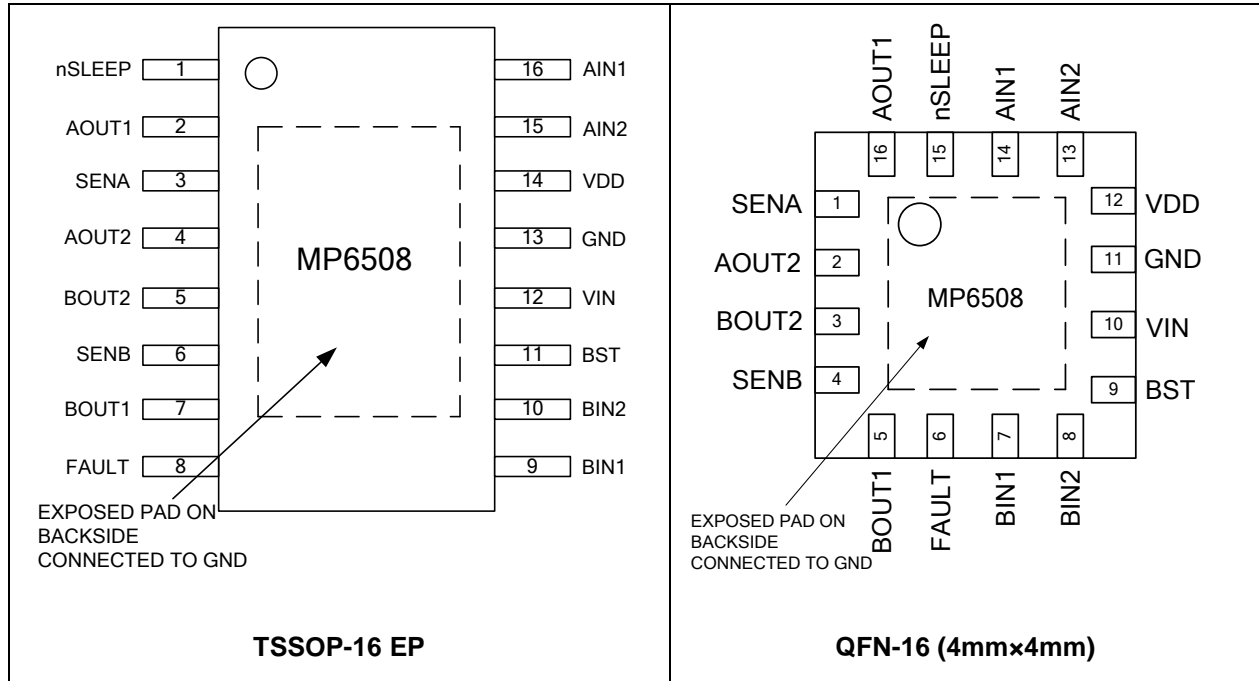 nSLEEP 1 16 AIN1
AOUT1 2 15 AIN2
SENA 3 14 VDD
AOUT2 4 13 GND
MP6508
BOUT2 5 12 VIN
SENB 6 11 BST
BOUT1 7 10 BIN2
FAULT 8 9 BIN1
EXPOSED PAD ON
BACKSIDE
CONNECTED TO GND
TSSOP-16 EP
AOUT1 nSLEEP AIN1 AIN2
16 15 14 13
SENA 1 12 VDD
AOUT2 2 11 GND
MP6508
BOUT2 3 10 VIN
SENB 4 9 BST
5 6 7 8
BOUT1 FAULT BIN1 BIN2
EXPOSED PAD ON
BACKSIDE
CONNECTED TO GND
QFN-16 (4mm×4mm)